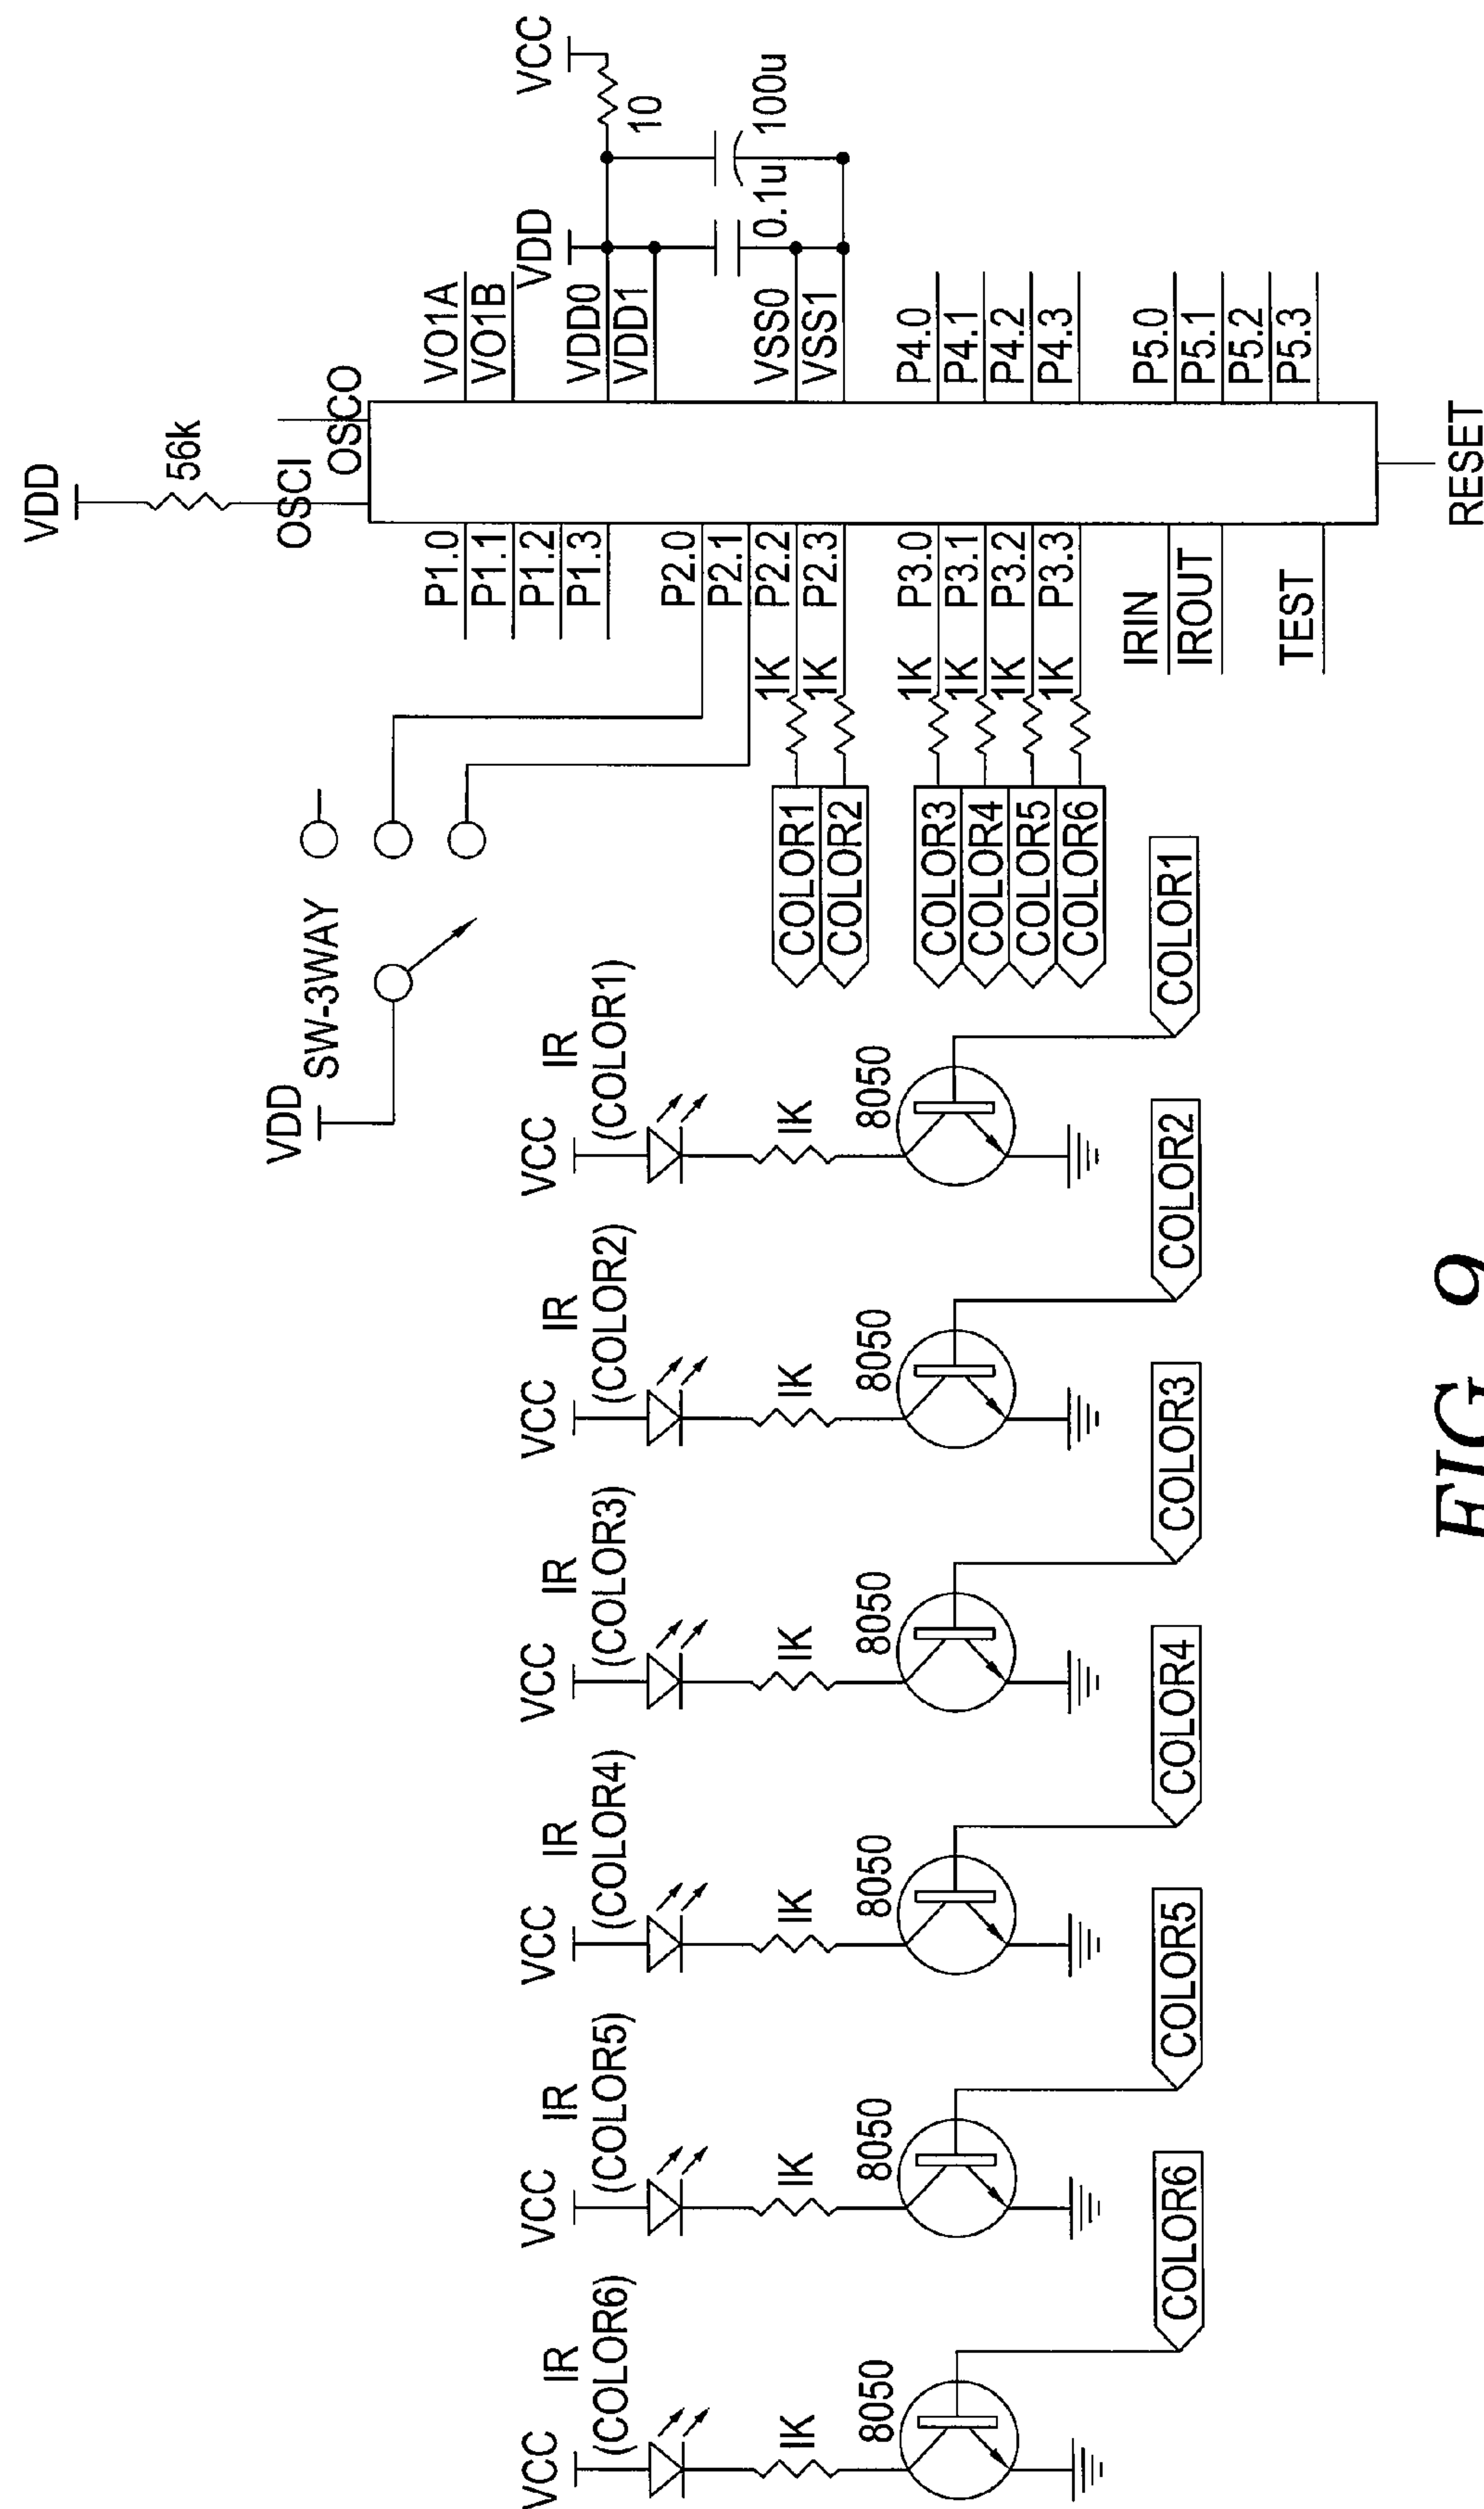 VDD
56k
OSCI
OSCO
VCC
10
VDD
0.1u
100u
VO1A
VO1B
VDD0
VDD1
VSS0
VSS1
P4.0
P4.1
P4.2
P4.3
P5.0
P5.1
P5.2
P5.3
RESET
P1.0
P1.1
P1.2
P1.3
P2.0
P2.1
P2.2
P2.3
P3.0
P3.1
P3.2
P3.3
IRIN
IROUT
TEST
1K
1K
1K
1K
1K
1K
COLOR1
COLOR2
COLOR3
COLOR4
COLOR5
COLOR6
VDD
SW-3WAY
VCC
IR
(COLOR1)
IK
8050
COLOR1
VCC
IR
(COLOR2)
IK
8050
COLOR2
VCC
IR
(COLOR3)
IK
8050
COLOR3
VCC
IR
(COLOR4)
IK
8050
COLOR4
VCC
IR
(COLOR5)
IK
8050
COLOR5
VCC
IR
(COLOR6)
IK
8050
COLOR6
FIG 9